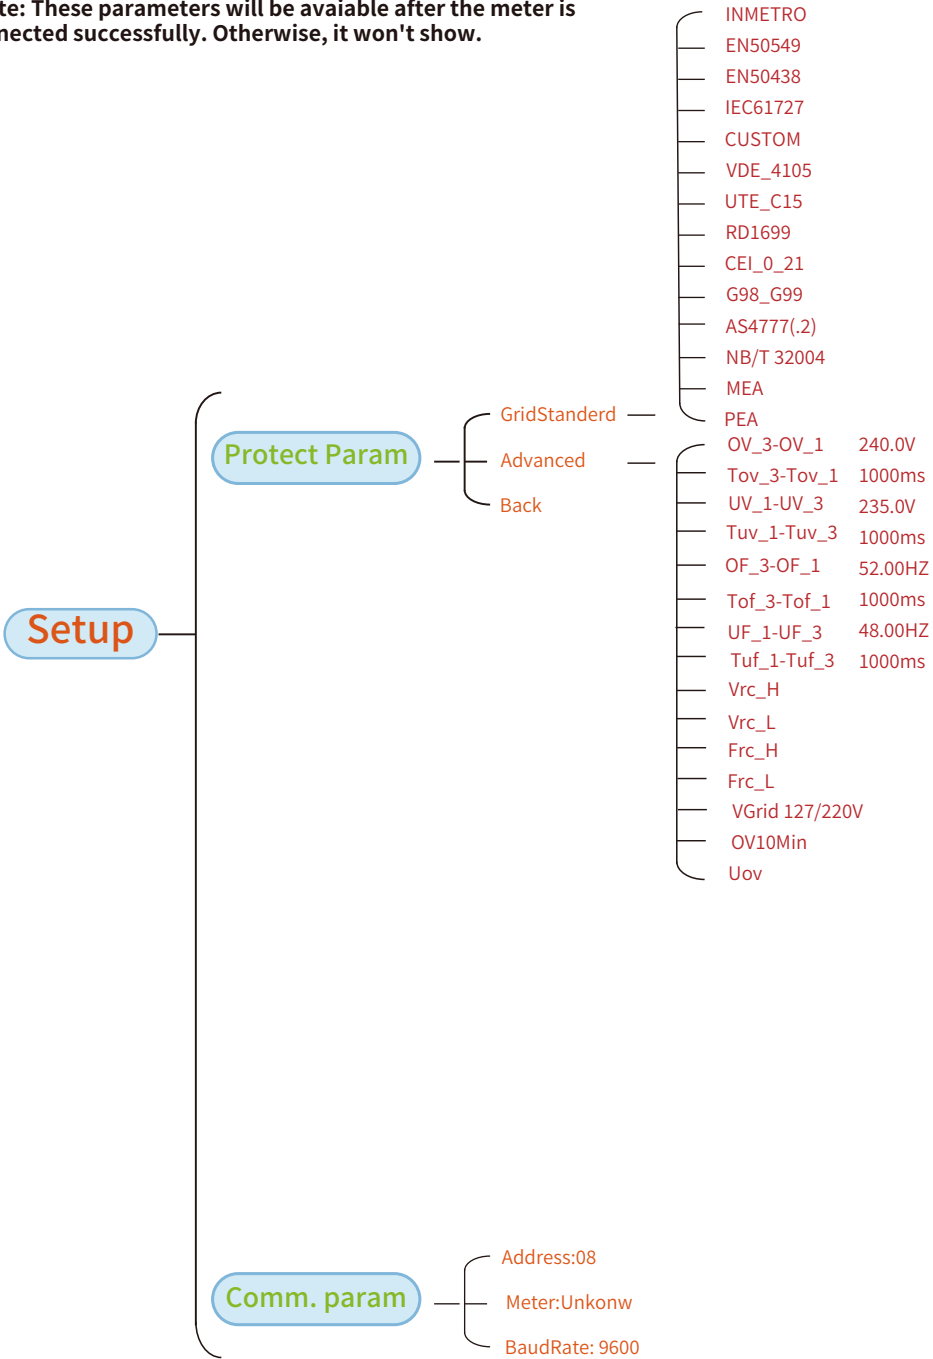 te: These parameters will be avaiable after the meter is
nected successfully. Otherwise, it won't show.
INMETRO
EN50549
EN50438
IEC61727
CUSTOM
VDE_4105
UTE_C15
RD1699
CEI_0_21
G98_G99
AS4777(.2)
NB/T 32004
MEA
PEA
Setup
Protect Param
GridStanderd
Advanced
Back
OV_3-OV_1 240.0V
Tov_3-Tov_1 1000ms
UV_1-UV_3 235.0V
Tuv_1-Tuv_3 1000ms
OF_3-OF_1 52.00HZ
Tof_3-Tof_1 1000ms
UF_1-UF_3 48.00HZ
Tuf_1-Tuf_3 1000ms
Vrc_H
Vrc_L
Frc_H
Frc_L
VGrid 127/220V
OV10Min
Uov
Comm. param
Address:08
Meter:Unkonw
BaudRate: 9600